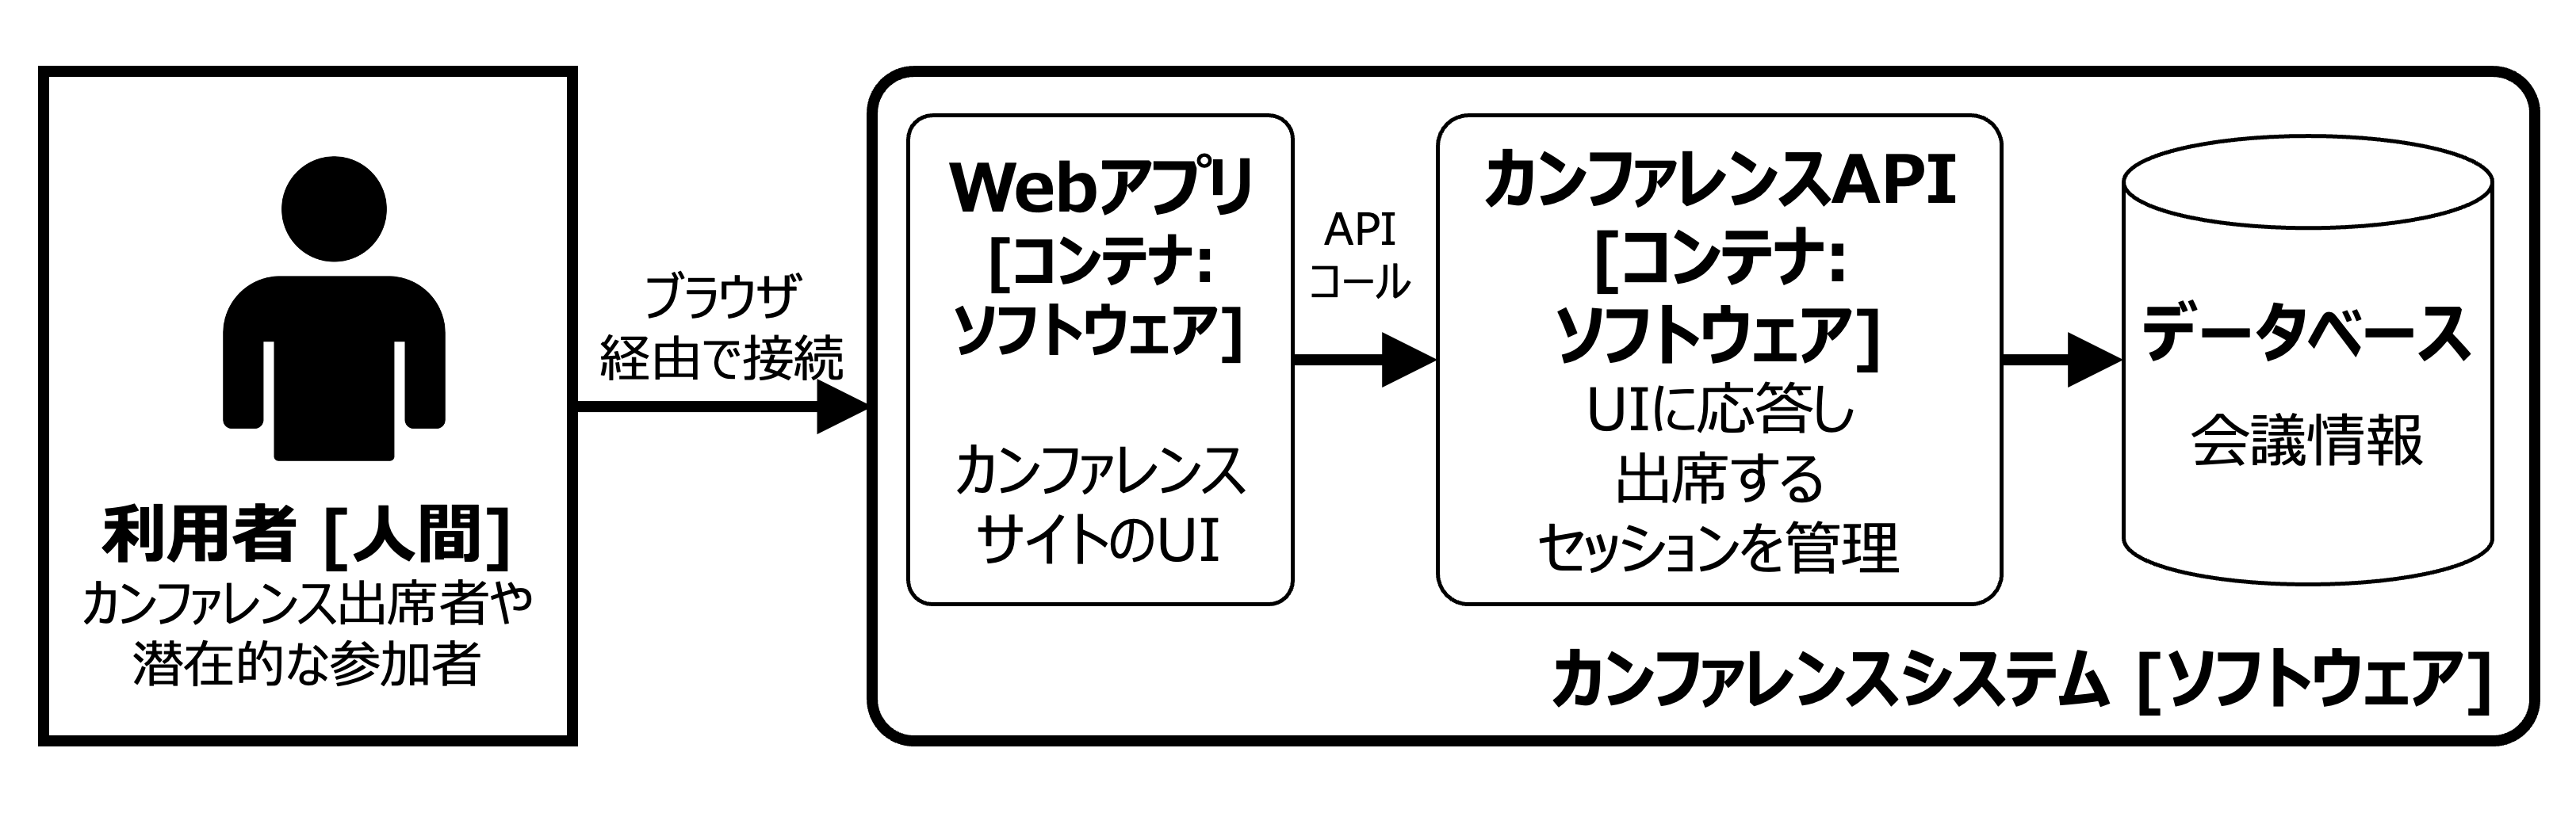 利用者 [人間]
カンファレンス出席者や
潜在的な参加者
ブラウザ
経由で接続
Webアプリ
[コンテナ:
ソフトウェア]
カンファレンス
サイトのUI
API
コール
カンファレンスAPI
[コンテナ:
ソフトウェア]
UIに応答し
出席する
セッションを管理
データベース
会議情報
カンファレンスシステム [ソフトウェア]